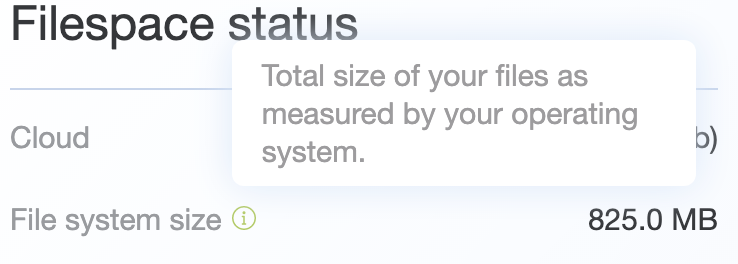 Filespace status
Total size of your files as
measured by your operating
system.
Cloud b)
File system size 825.0 MB